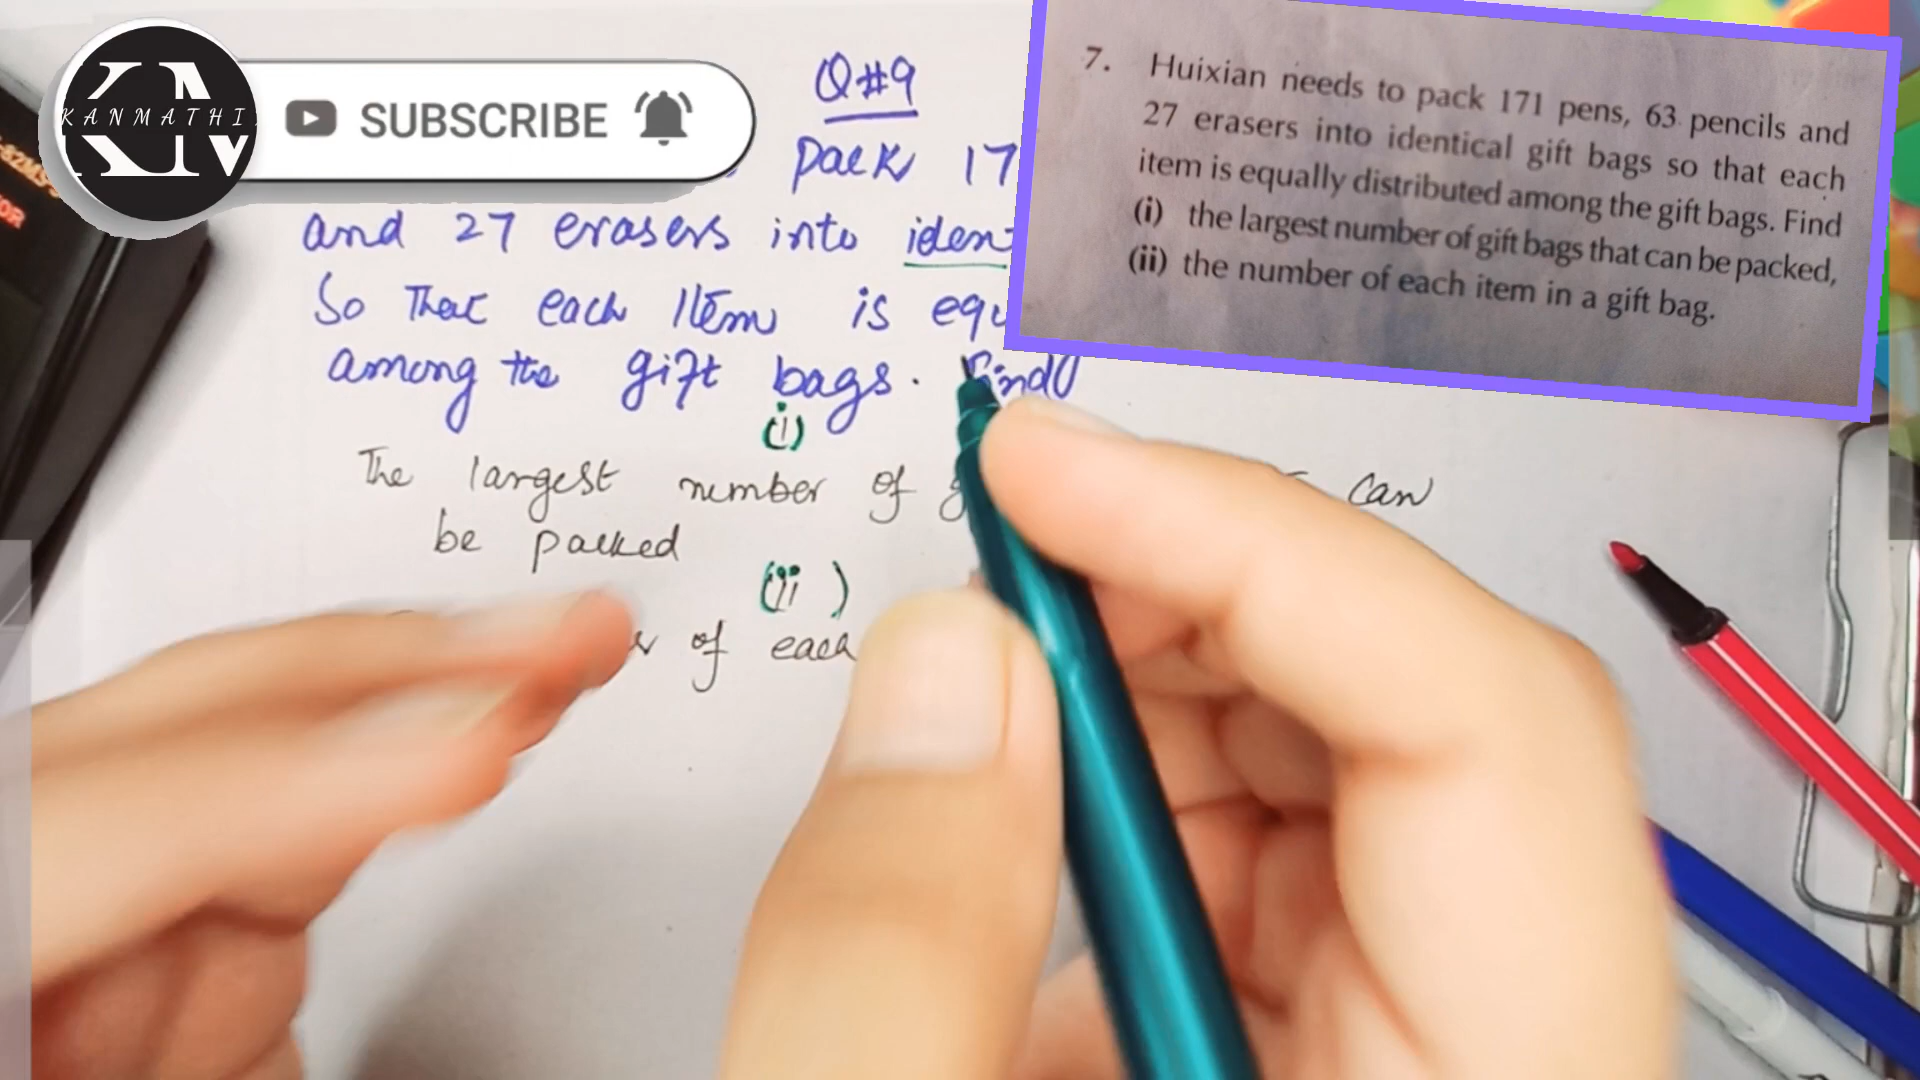 KANMATHI
SUBSCRIBE
Q#9
pack 17
and 27 erasers into iden
So that each item is equ
among the gift bags. Find
(i)
The largest number of g can
be packed
(ii)
of each
7. Huixian needs to pack 171 pens, 63 pencils and
27 erasers into identical gift bags so that each
item is equally distributed among the gift bags. Find
(i) the largest number of gift bags that can be packed,
(ii) the number of each item in a gift bag.